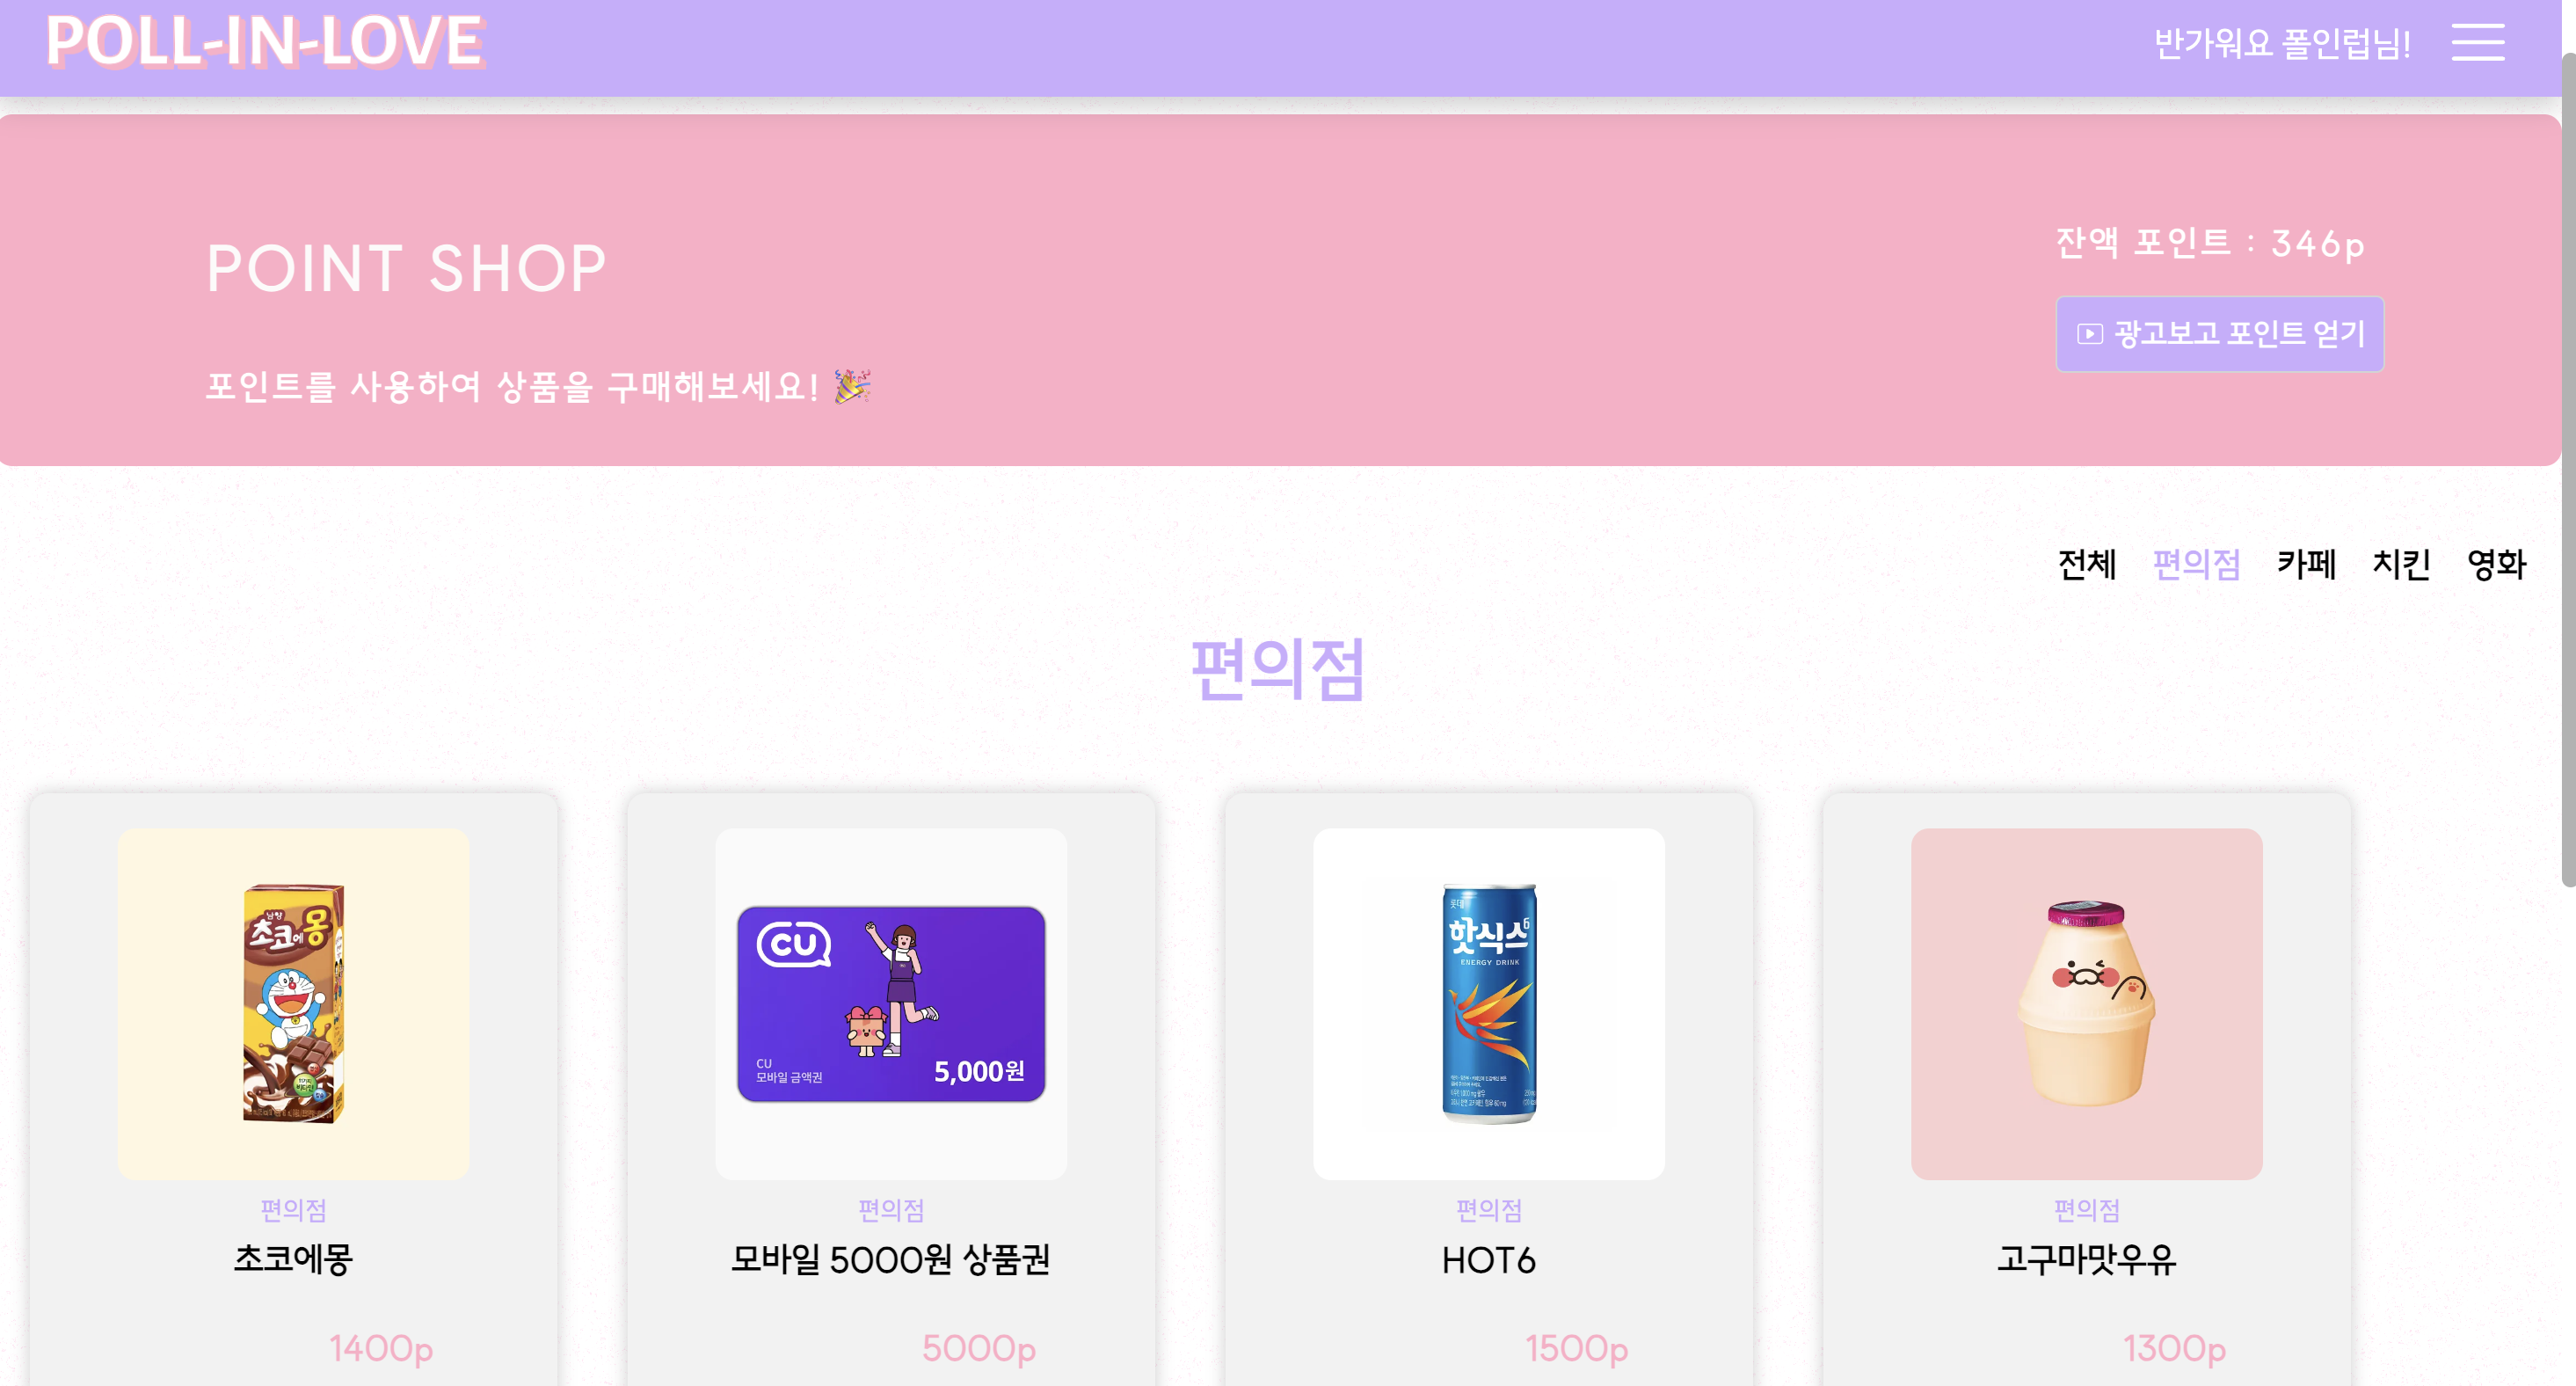 POLL-IN-LOVE
반가워요 폴인럽님!
POINT SHOP
포인트를 사용하여 상품을 구매해보세요! 🎉
잔액 포인트 : 346p
광고보고 포인트 얻기
전체 편의점 카페 치킨 영화
편의점
남양
초코에몽
편의점
초코에몽
1400p
CU
CU
모바일 금액권
5,000원
편의점
모바일 5000원 상품권
5000p
롯데
핫식스6
ENERGY DRINK
편의점
HOT6
1500p
편의점
고구마맛우유
1300p